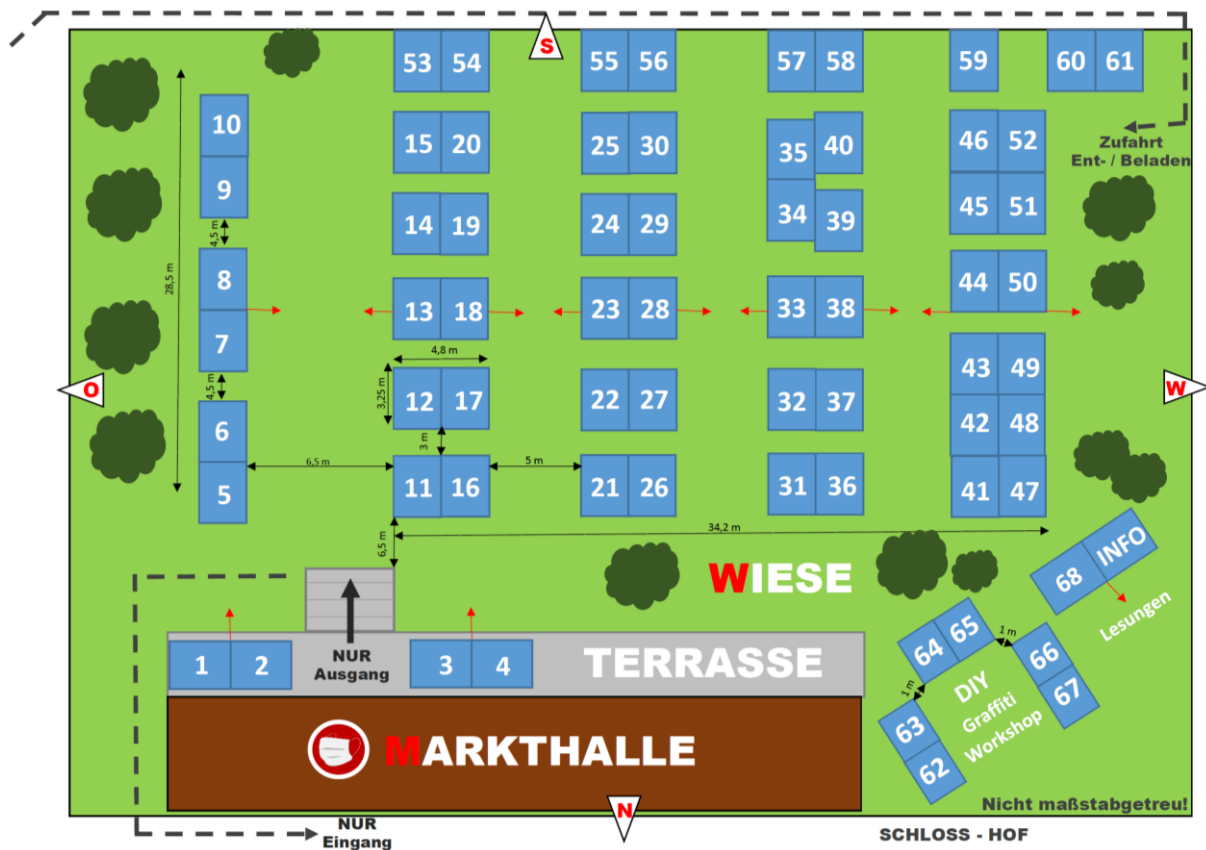 S
53 54 55 56 57 58 59 60 61
10
15 20 25 30 35 40 46 52
Zufahrt
Ent- / Beladen
9
4,5 m
28,5 m
14 19 24 29 34 39 45 51
8
44 50
13 18 23 28 33 38
7
4,8 m
43 49
4,5 m
O
3,25 m
12 17 22 27 32 37
W
6
42 48
3 m
6,5 m
5 m
5
11 16 21 26 31 36 41 47
34,2 m
6,5 m
WIESE
68 INFO
Lesungen
NUR
Ausgang
1 2
3 4
TERRASSE
64 65
1 m
66
67
1 m
DIY
Graffiti
Workshop
63
62
MARKTHALLE
N
Nicht maßstabgetreu!
NUR
Eingang
SCHLOSS - HOF